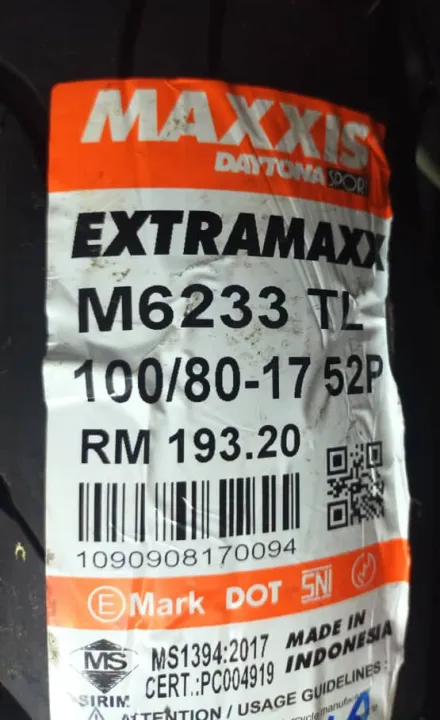 MAXXIS
DAYTONA SPORT
EXTRAMAXX
M6233 TL
100/80-17 52P
RM 193.20
1090908170094
E Mark DOT SNI
MS SIRIM
MS1394:2017
CERT.:PC004919
MADE IN
INDONESIA
ATTENTION / USAGE GUIDELINES :